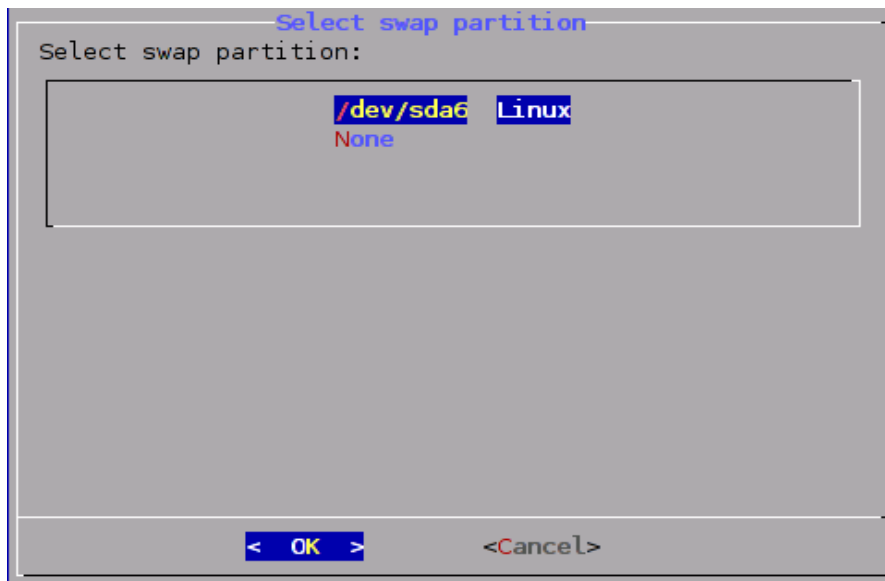 Select swap partition
Select swap partition:
/dev/sda6 Linux
None
< OK > <Cancel>